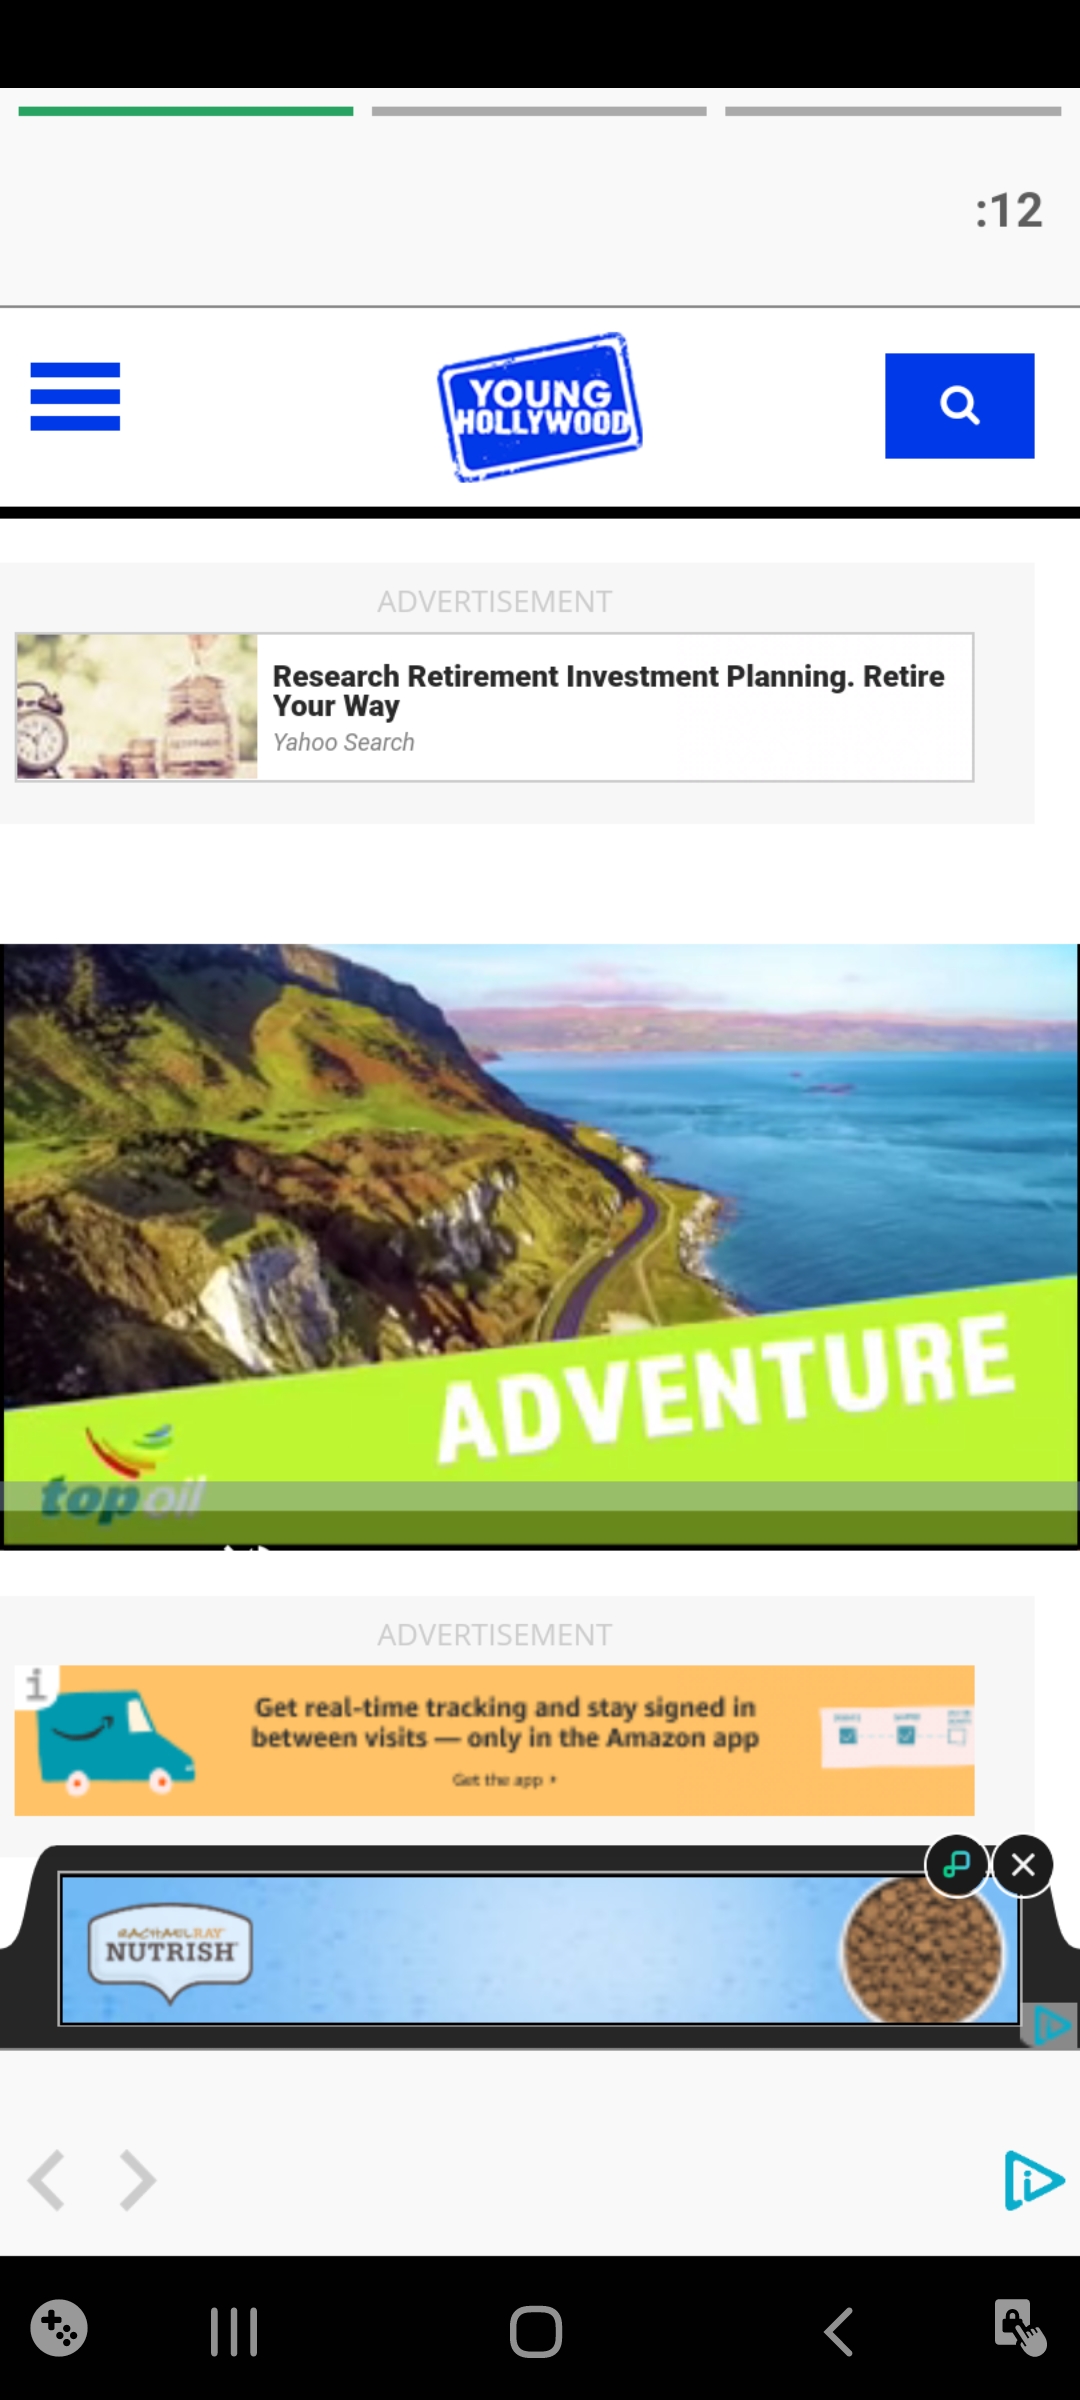 :12
YOUNG
HOLLYWOOD
ADVERTISEMENT
Research Retirement Investment Planning. Retire
Your Way
Yahoo Search
ADVENTURE
top oil
ADVERTISEMENT
i
Get real-time tracking and stay signed in
between visits — only in the Amazon app
Get the app
RACHAEL RAY
NUTRISH